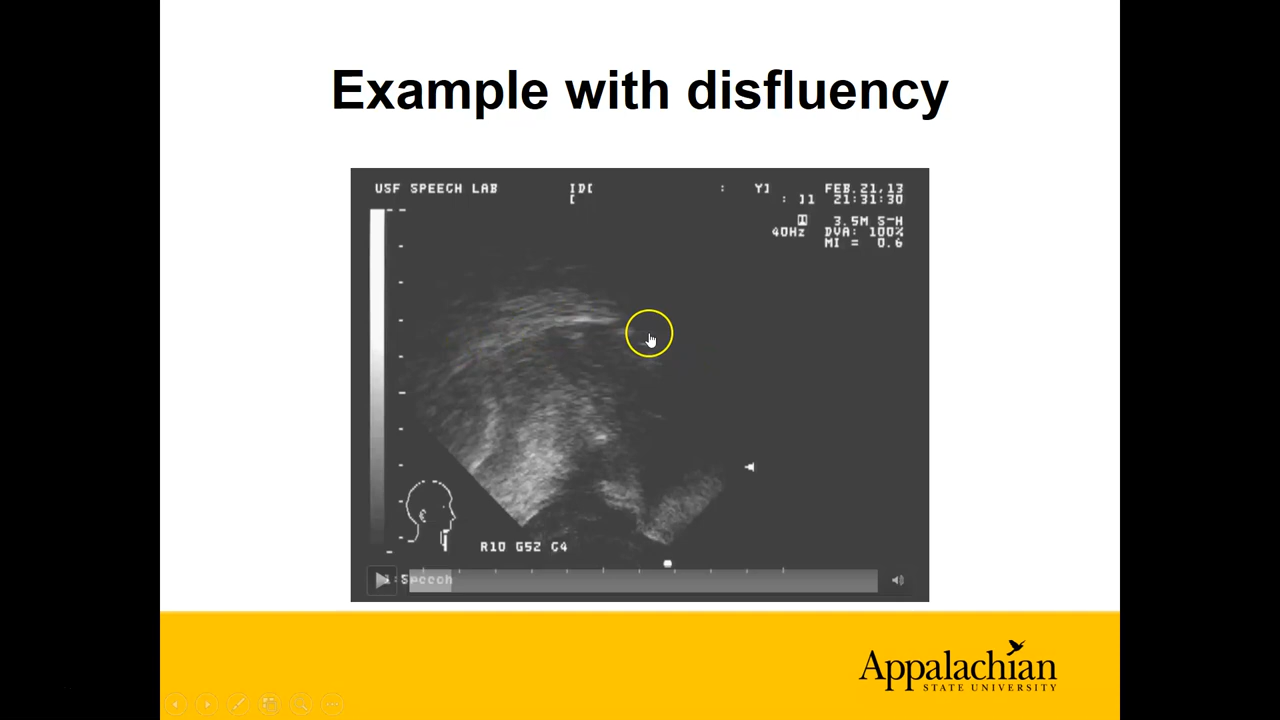 Example with disfluency
USF SPEECH LAB
ID[
:
Y]
FEB.21,13
[
: ]1 21:31:30
3.5M S-H
40Hz DVA: 100%
MI = 0.6
R10 G52 C4
1:Speech
Appalachian
STATE UNIVERSITY